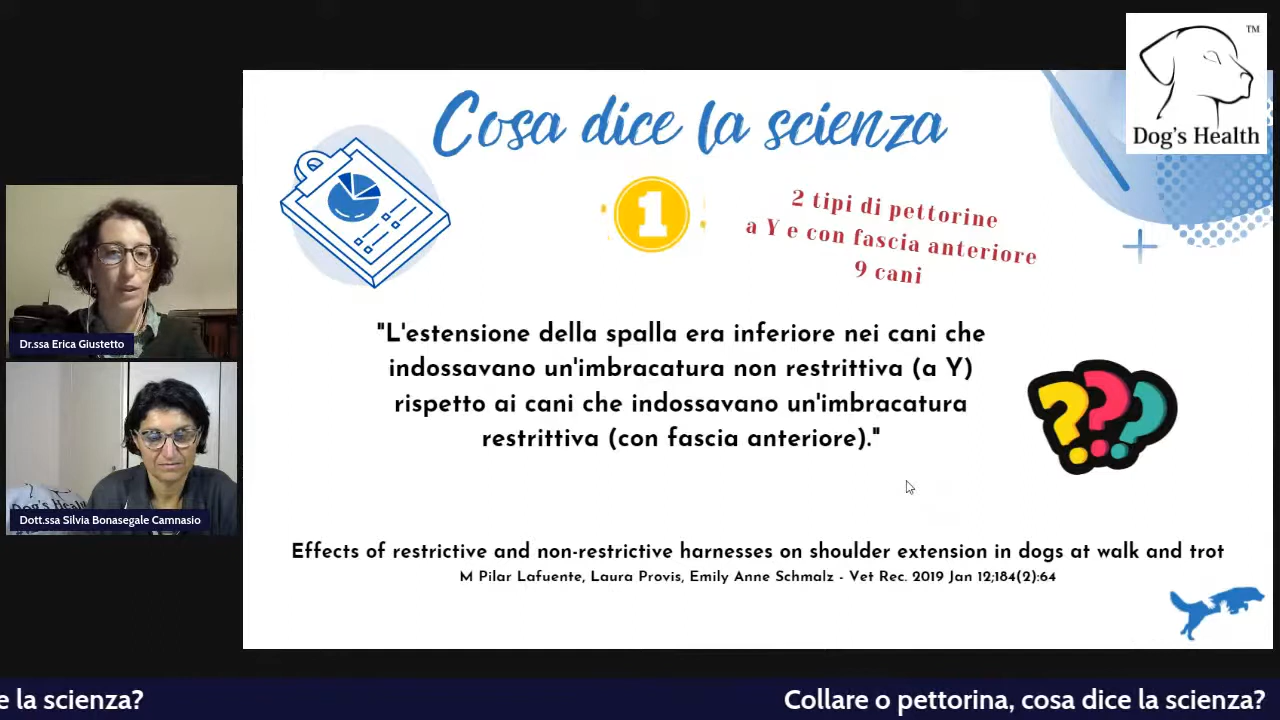 TM
Dog's Health
Cosa dice la scienza
1
2 tipi di pettorine
a Y e con fascia anteriore
9 cani
"L'estensione della spalla era inferiore nei cani che
indossavano un'imbracatura non restrittiva (a Y)
rispetto ai cani che indossavano un'imbracatura
restrittiva (con fascia anteriore)."
???
Effects of restrictive and non-restrictive harnesses on shoulder extension in dogs at walk and trot
M Pilar Lafuente, Laura Provis, Emily Anne Schmalz - Vet Rec. 2019 Jan 12;184(2):64
Dr.ssa Erica Giustetto
Dog's Health
Dott.ssa Silvia Bonasegale Camnasio
e la scienza?
Collare o pettorina, cosa dice la scienza?